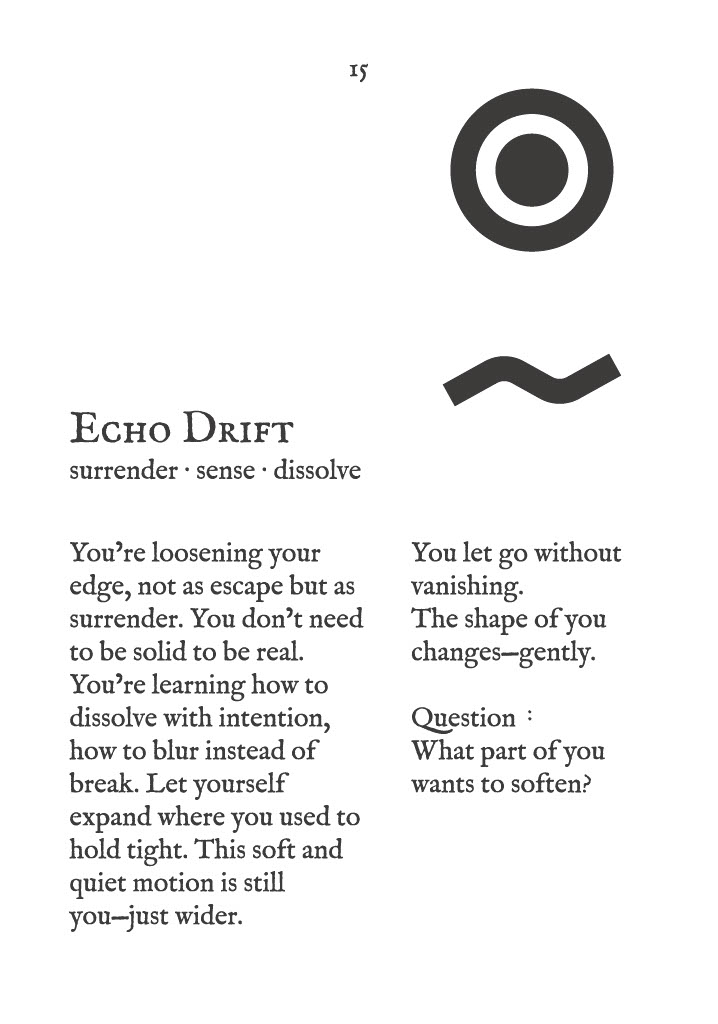 15
Echo Drift
surrender · sense · dissolve
You’re loosening your
edge, not as escape but as
surrender. You don’t need
to be solid to be real.
You’re learning how to
dissolve with intention,
how to blur instead of
break. Let yourself
expand where you used to
hold tight. This soft and
quiet motion is still
you—just wider.
You let go without
vanishing.
The shape of you
changes—gently.
Question :
What part of you
wants to soften?